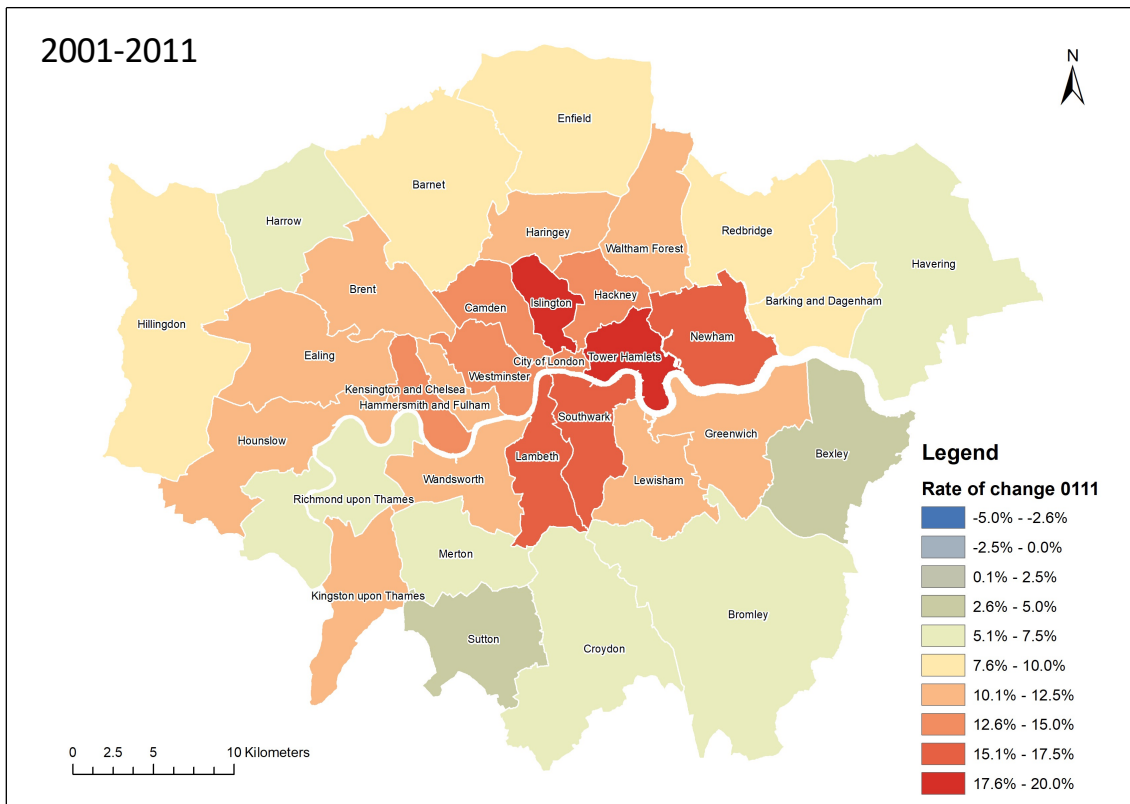 2001-2011
N
Enfield
Barnet
Harrow
Haringey
Waltham Forest
Redbridge
Havering
Brent
Camden
Islington
Hackney
Barking and Dagenham
Hillingdon
Newham
Ealing
City of London
Tower Hamlets
Westminster
Kensington and Chelsea
Hammersmith and Fulham
Southwark
Hounslow
Greenwich
Lambeth
Bexley
Wandsworth
Lewisham
Richmond upon Thames
Merton
Kingston upon Thames
Bromley
Sutton
Croydon
Legend
Rate of change 0111
-5.0% - -2.6%
-2.5% - 0.0%
0.1% - 2.5%
2.6% - 5.0%
5.1% - 7.5%
7.6% - 10.0%
10.1% - 12.5%
12.6% - 15.0%
15.1% - 17.5%
17.6% - 20.0%
0 2.5 5 10 Kilometers